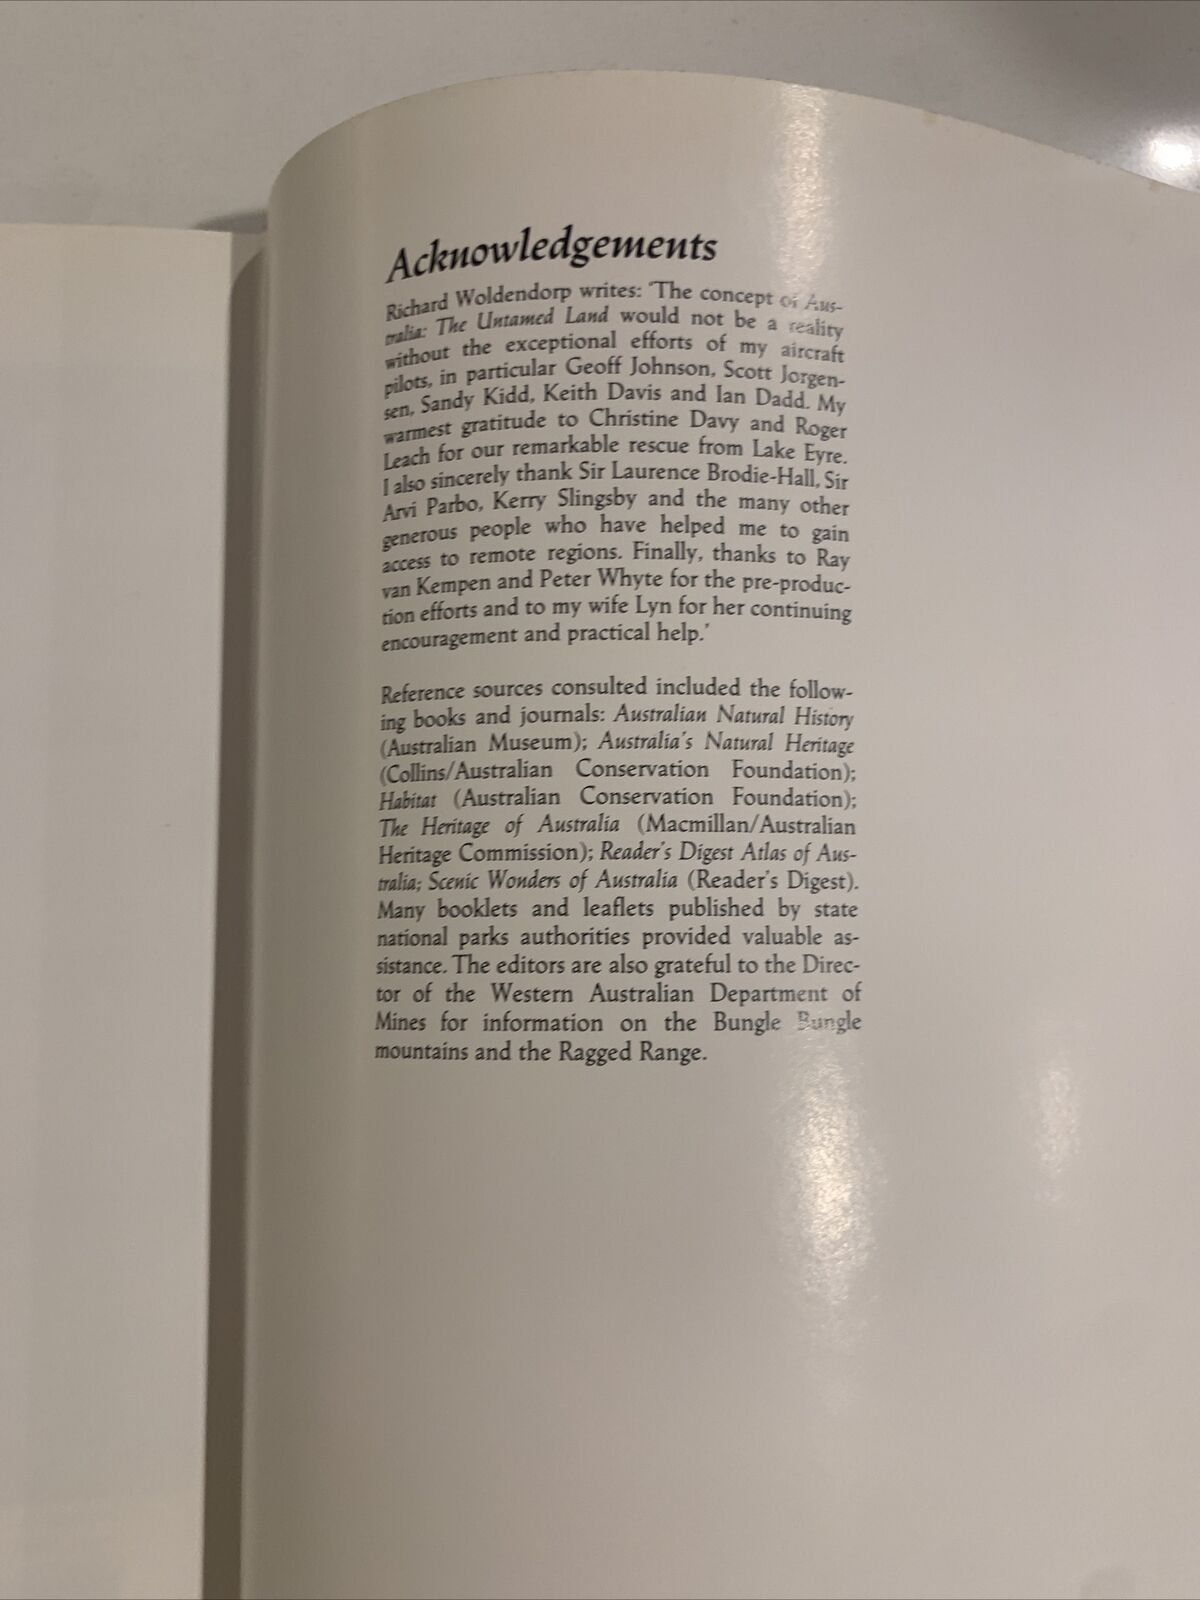 Acknowledgements
Richard Woldendorp writes: 'The concept of Aus-
tralia: The Untamed Land would not be a reality
without the exceptional efforts of my aircraft
pilots, in particular Geoff Johnson, Scott Jorgen-
sen, Sandy Kidd, Keith Davis and Ian Dadd. My
warmest gratitude to Christine Davy and Roger
Leach for our remarkable rescue from Lake Eyre.
I also sincerely thank Sir Laurence Brodie-Hall, Sir
Arvi Parbo, Kerry Slingsby and the many other
generous people who have helped me to gain
access to remote regions. Finally, thanks to Ray
van Kempen and Peter Whyte for the pre-produc-
tion efforts and to my wife Lyn for her continuing
encouragement and practical help.'
Reference sources consulted included the follow-
ing books and journals: Australian Natural History
(Australian Museum); Australia's Natural Heritage
(Collins/Australian Conservation Foundation);
Habitat (Australian Conservation Foundation);
The Heritage of Australia (Macmillan/Australian
Heritage Commission); Reader's Digest Atlas of Aus-
tralia; Scenic Wonders of Australia (Reader's Digest).
Many booklets and leaflets published by state
national parks authorities provided valuable as-
sistance. The editors are also grateful to the Direc-
tor of the Western Australian Department of
Mines for information on the Bungle Bungle
mountains and the Ragged Range.